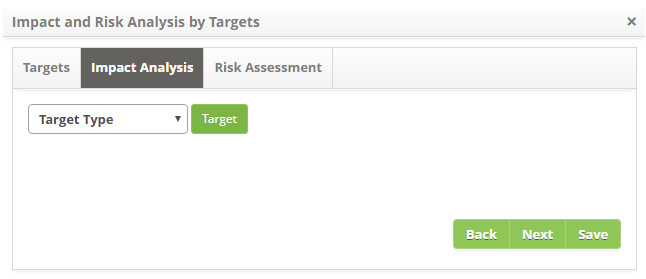 Impact and Risk Analysis by Targets ×
Targets Impact Analysis Risk Assessment
Target Type Target
Back Next Save